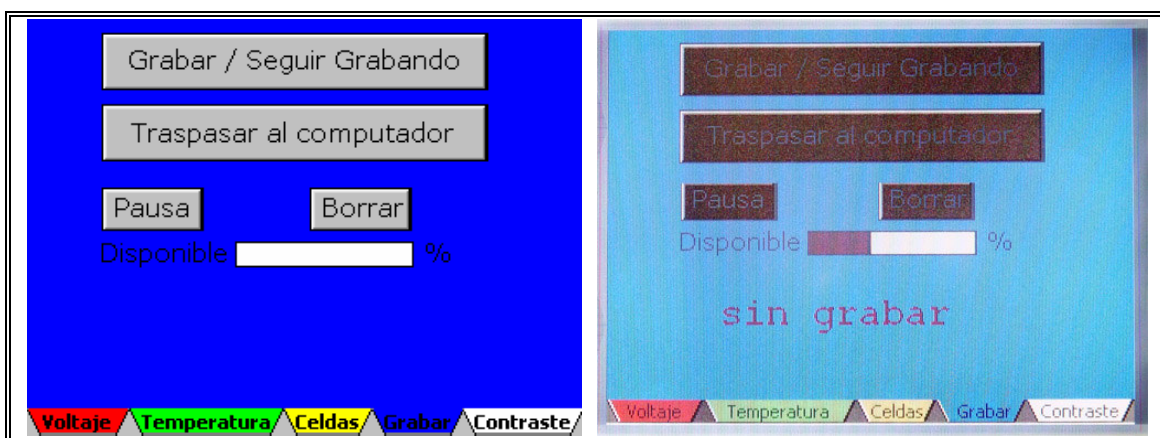 Grabar / Seguir Grabando
Traspasar al computador
Pausa Borrar
Disponible %
Voltaje Temperatura Celdas Grabar Contraste
Grabar / Seguir Grabando
Traspasar al computador
Pausa Borrar
Disponible %
sin grabar
Voltaje Temperatura Celdas Grabar Contraste